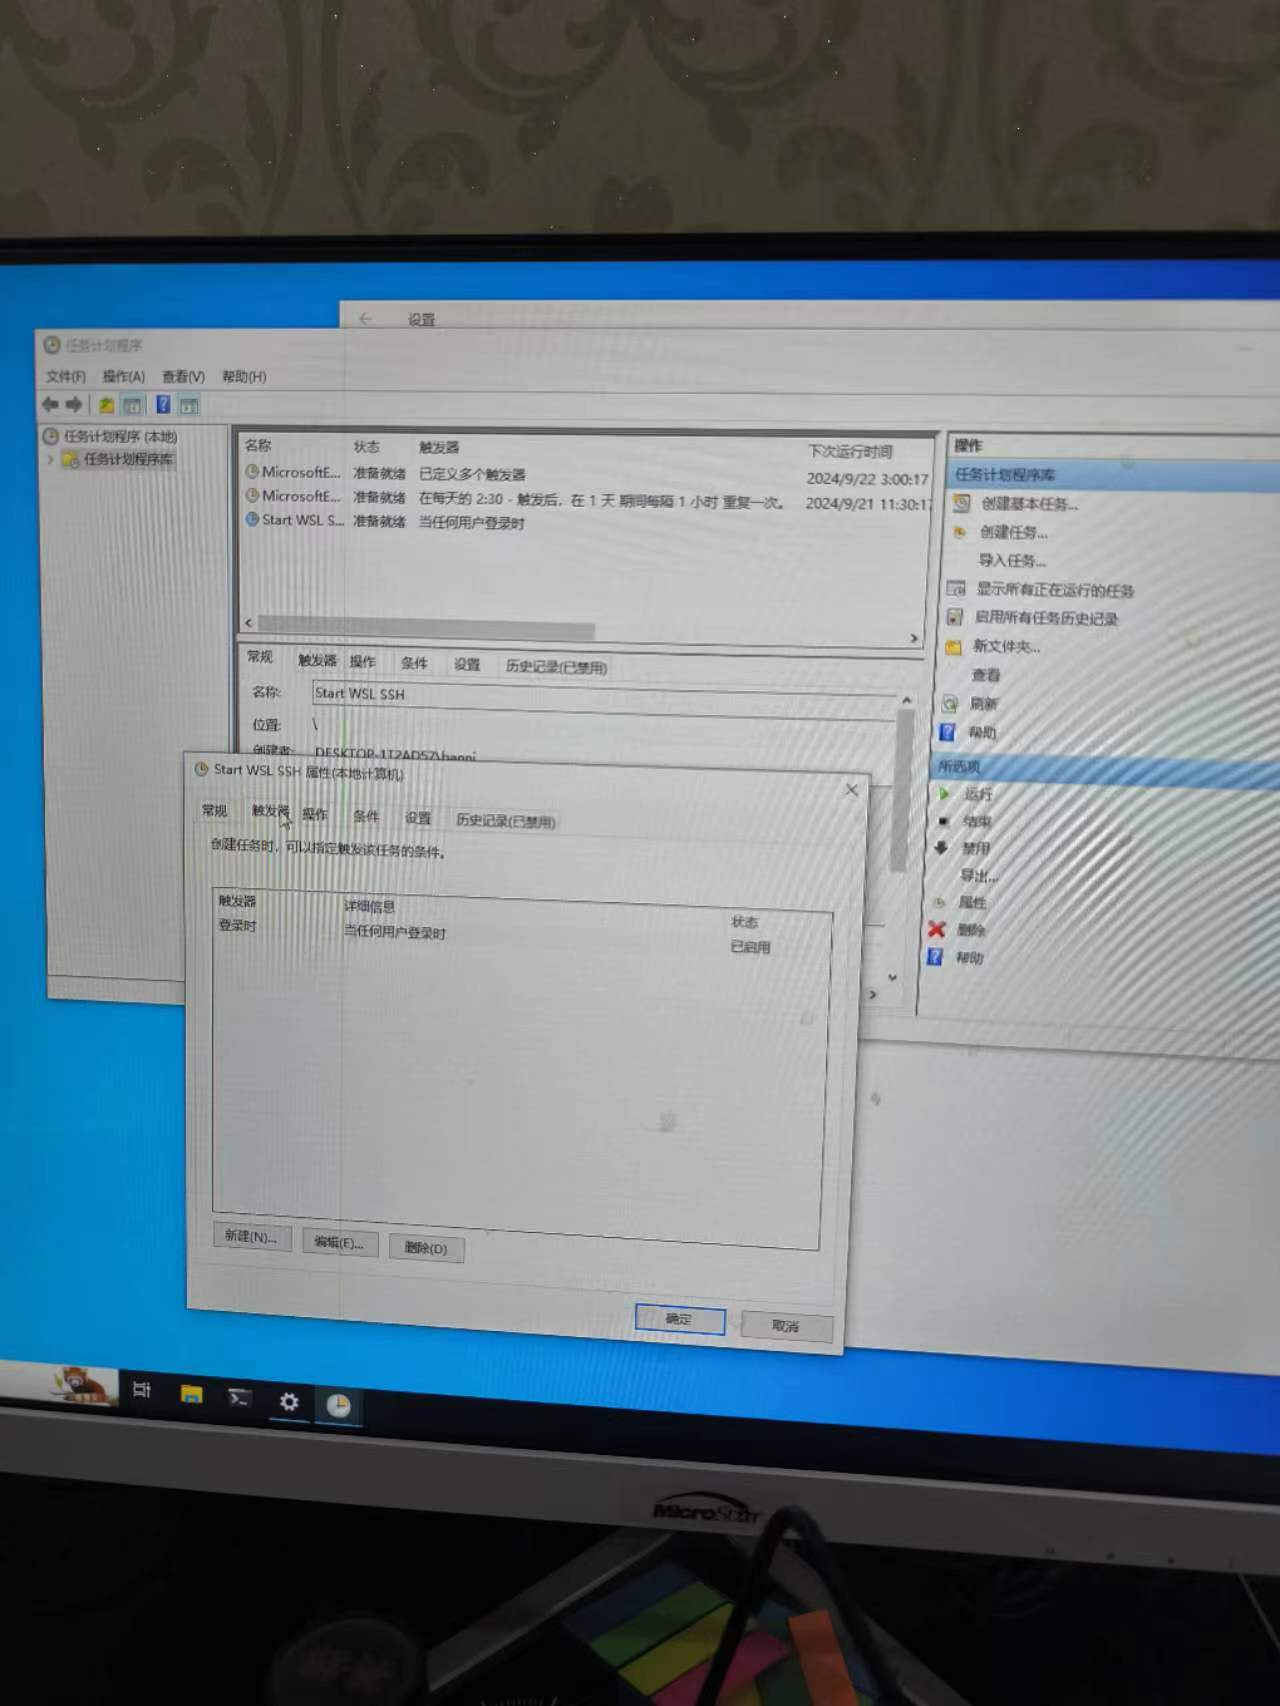 设置
任务计划程序
文件(F) 操作(A) 查看(V) 帮助(H)
任务计划程序 (本地)
任务计划程序库
名称 状态 触发器 下次运行时间
MicrosoftE... 准备就绪 已定义多个触发器 2024/9/22 3:00:17
MicrosoftE... 准备就绪 在每天的 2:30 - 触发后，在 1 天 期间每隔 1 小时 重复一次。 2024/9/21 11:30:17
Start WSL S... 准备就绪 当任何用户登录时
常规 触发器 操作 条件 设置 历史记录(已禁用)
名称: Start WSL SSH
位置: \
创建者:
操作
任务计划程序库
创建基本任务...
创建任务...
导入任务...
显示所有正在运行的任务
启用所有任务历史记录
新文件夹...
查看
刷新
帮助
所选项
运行
结束
禁用
导出...
属性
删除
帮助
Start WSL SSH 属性(本地计算机)
常规 触发器 操作 条件 设置 历史记录(已禁用)
创建任务时，可以指定触发该任务的条件。
触发器 详细信息 状态
登录时 当任何用户登录时 已启用
新建(N)... 编辑(E)... 删除(D)
确定 取消
MicroStar